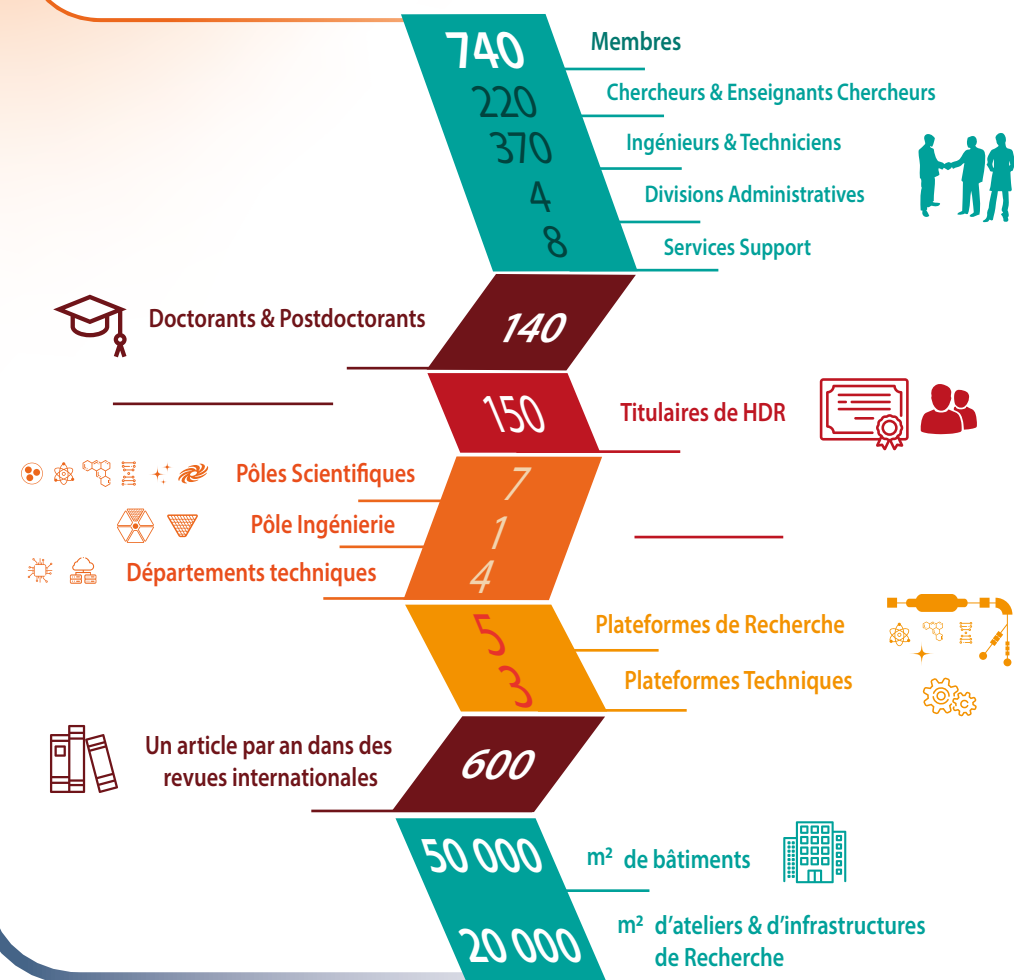 740 Membres
220 Chercheurs & Enseignants Chercheurs
370 Ingénieurs & Techniciens
4 Divisions Administratives
8 Services Support
Doctorants & Postdoctorants 140
150 Titulaires de HDR
Pôles Scientifiques 7
Pôle Ingénierie 1
Départements techniques 4
5 Plateformes de Recherche
3 Plateformes Techniques
Un article par an dans des
revues internationales 600
50 000 m² de bâtiments
20 000 m² d'ateliers & d'infrastructures
de Recherche